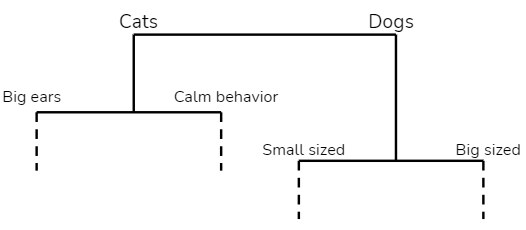 Cats
Dogs
Big ears
Calm behavior
Small sized
Big sized